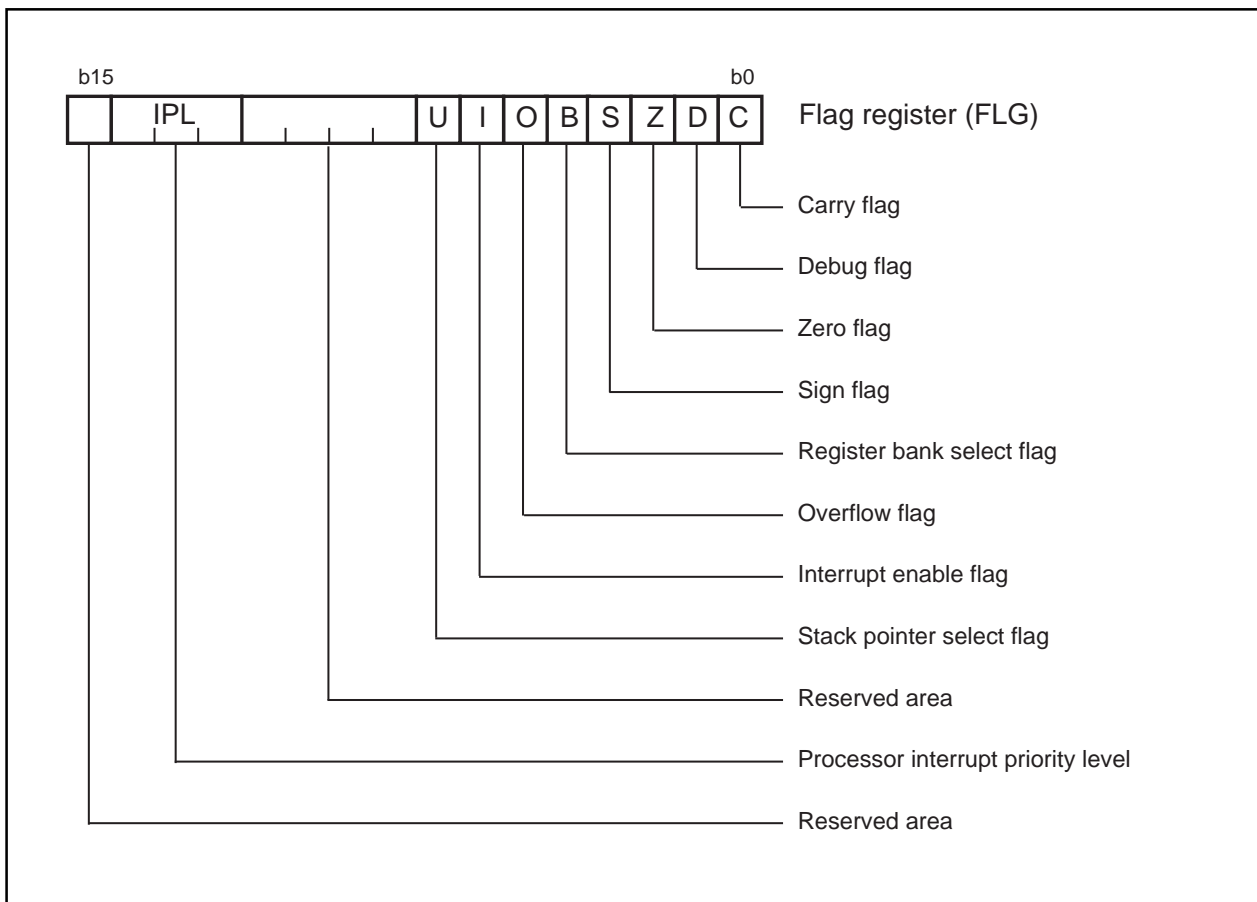 b15 b0
IPL U I O B S Z D C Flag register (FLG)
Carry flag
Debug flag
Zero flag
Sign flag
Register bank select flag
Overflow flag
Interrupt enable flag
Stack pointer select flag
Reserved area
Processor interrupt priority level
Reserved area